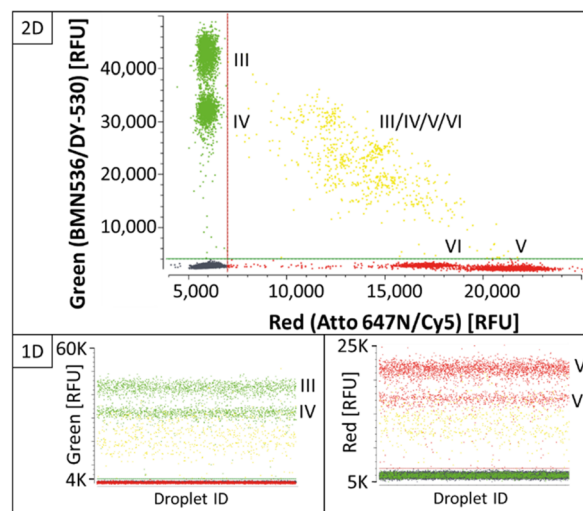 2D
Green (BMN536/DY-530) [RFU]
40,000
30,000
20,000
10,000
III
IV
III/IV/V/VI
VI
V
5,000
10,000
15,000
20,000
Red (Atto 647N/Cy5) [RFU]
1D
60K
Green [RFU]
4K
III
IV
Droplet ID
25K
Red [RFU]
5K
V
V
Droplet ID